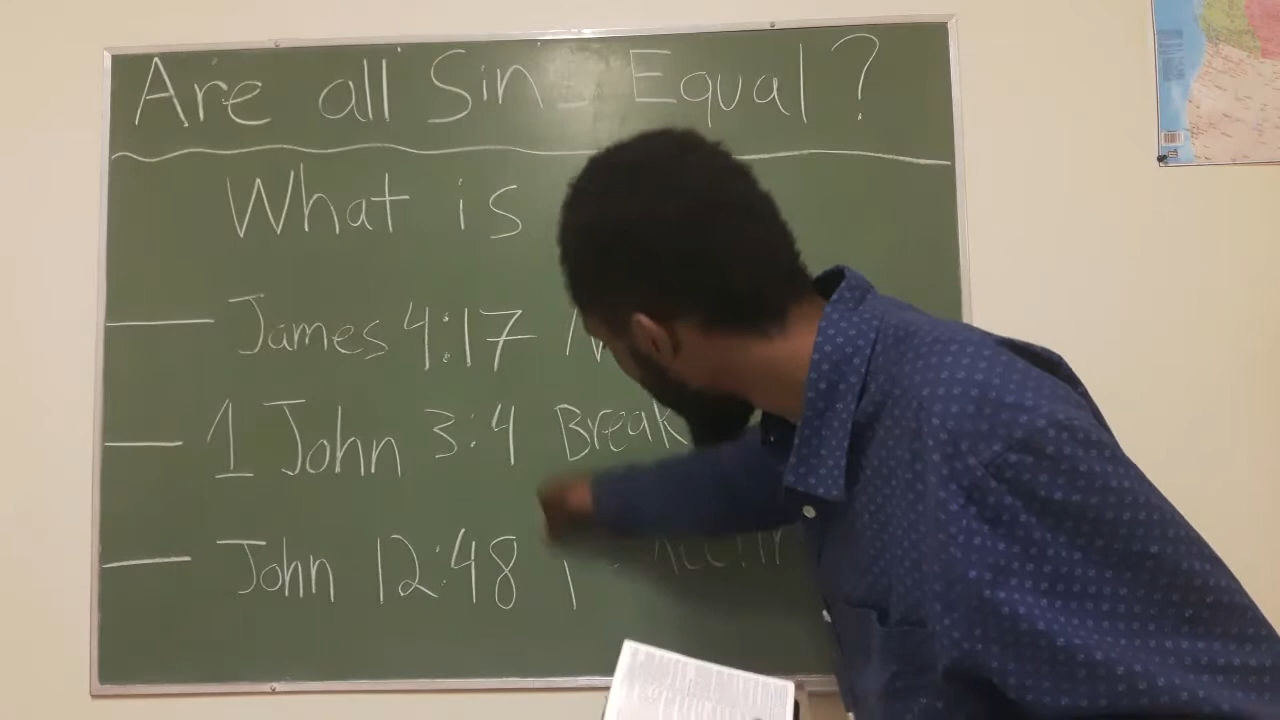 Are all Sin's Equal?
What is
James 4:17
1 John 3:4 Break
John 12:48